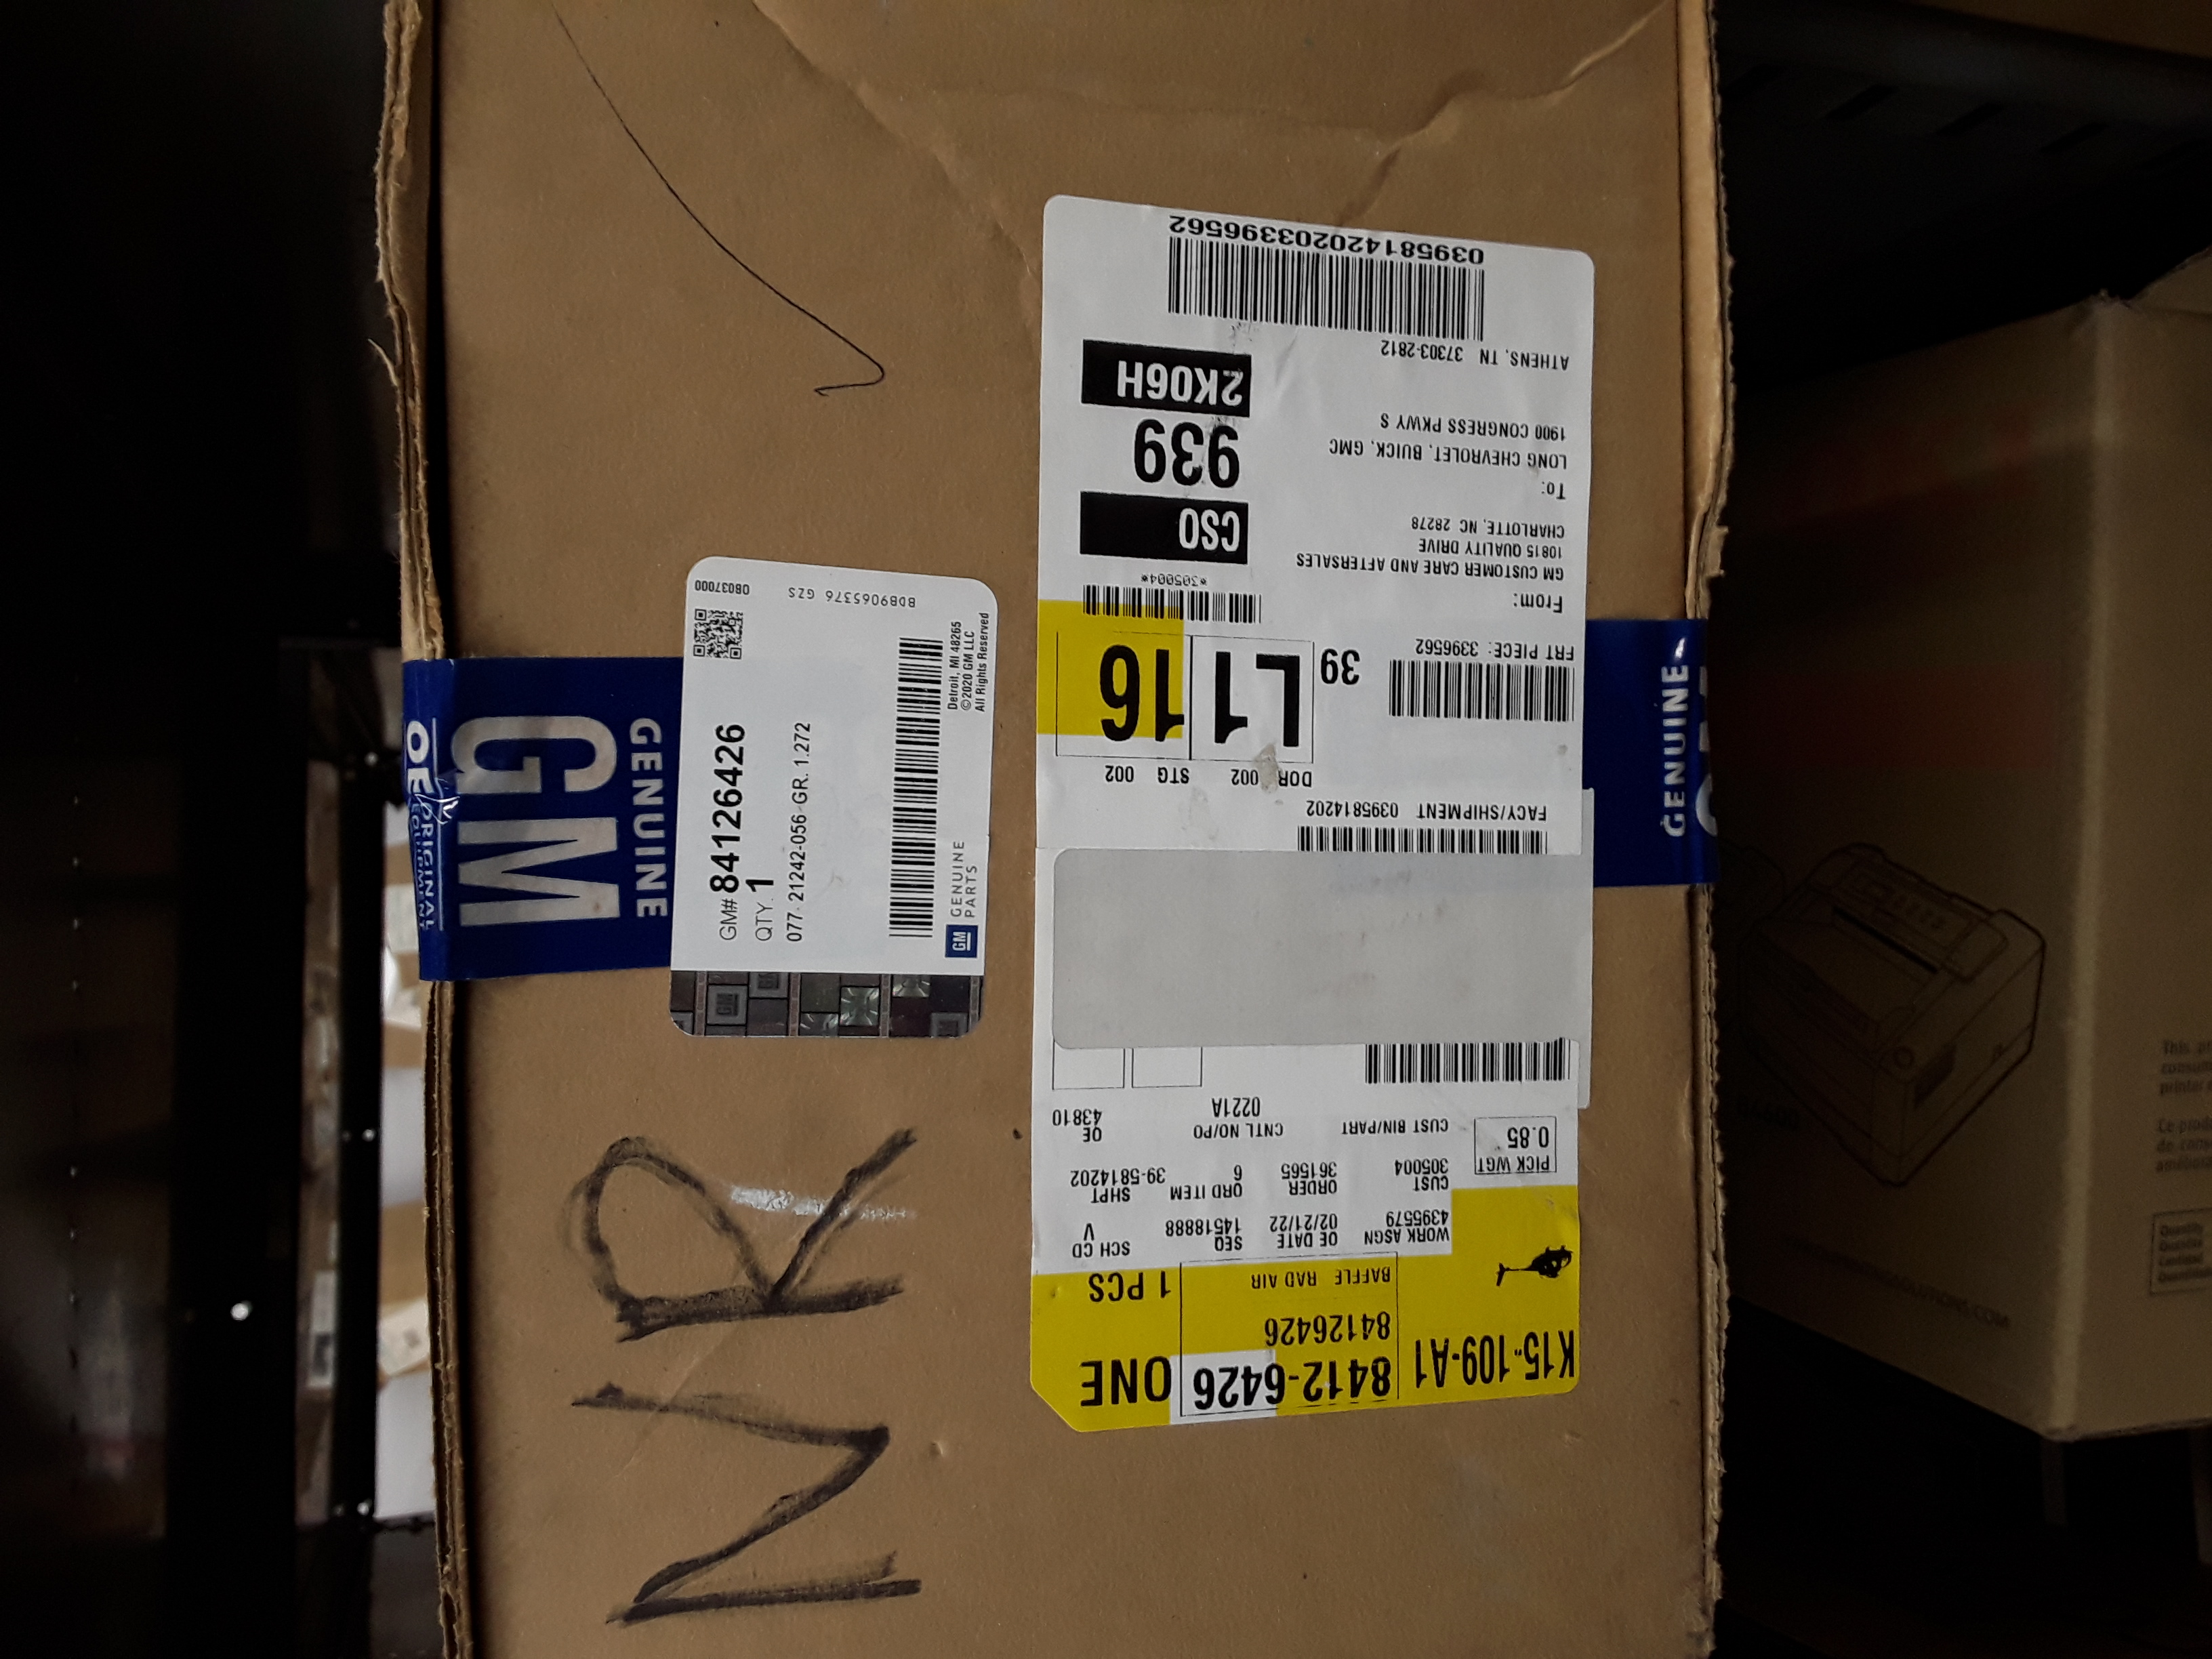 OE ORIGINAL EQUIPMENT
GM
GENUINE
GM# 84126426
QTY. 1
077- 21242-056-GR. 1.272
GM GENUINE PARTS
Detroit, MI 48265
©2020 GM LLC
All Rights Reserved
0B037000
BDB9065376 GZS
MR
K15-109-A1
8412-6426
ONE
84126426
BAFFLE RAD AIR
1 PCS
WORK ASGN
4395579
OE DATE
02/21/22
SEQ
14518888
SCH CD
V
CUST
305004
ORDER
361565
ORD ITEM
6
SHPT
39-5814202
PICK WGT
0.85
CUST BIN/PART
CNTL NO/PO
0221A
OE
43810
FACY/SHIPMENT 0395814202
DOR 002
STG 002
L1
16
39
FRT PIECE: 3396562
*305004*
From:
GM CUSTOMER CARE AND AFTERSALES
10815 QUALITY DRIVE
CHARLOTTE, NC 28278
CSO
939
2K06H
To:
LONG CHEVROLET, BUICK, GMC
1900 CONGRESS PKWY S
ATHENS, TN 37303-2812
039581420203396562
GENUINE
Quantity